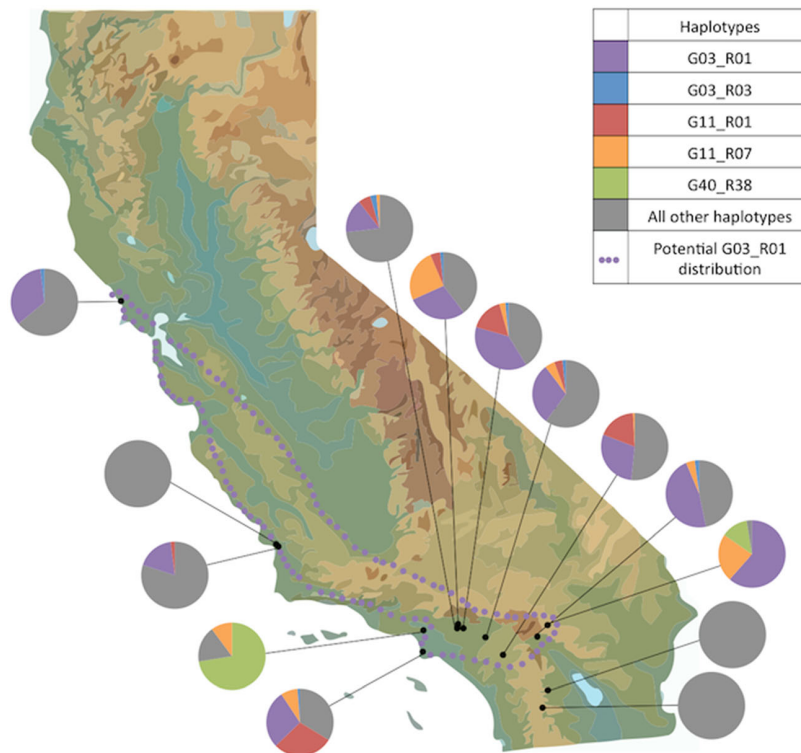 Haplotypes
G03_R01
G03_R03
G11_R01
G11_R07
G40_R38
All other haplotypes
Potential G03_R01
distribution